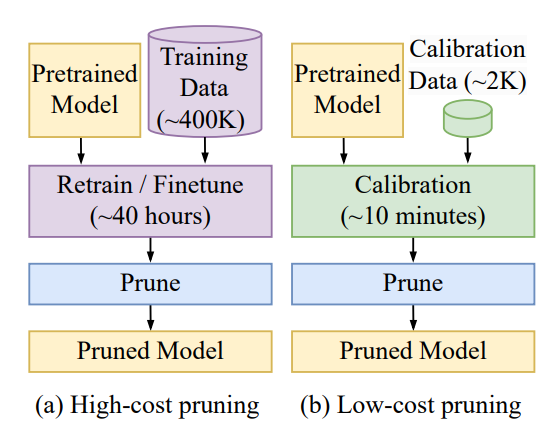 Pretrained
Model
Training
Data
(~400K)
Retrain / Finetune
(~40 hours)
Prune
Pruned Model
(a) High-cost pruning
Pretrained
Model
Calibration
Data (~2K)
Calibration
(~10 minutes)
Prune
Pruned Model
(b) Low-cost pruning